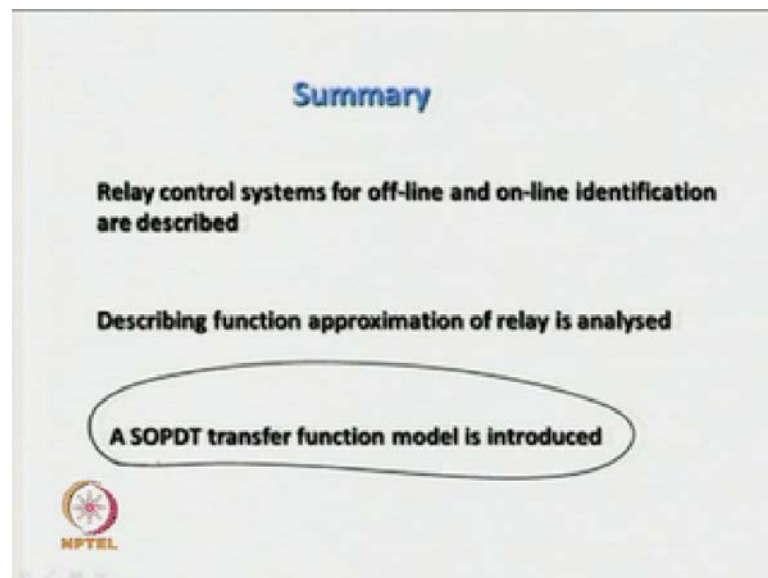 Summary
Relay control systems for off-line and on-line identification
are described
Describing function approximation of relay is analysed
A SOPDT transfer function model is introduced
NPTEL